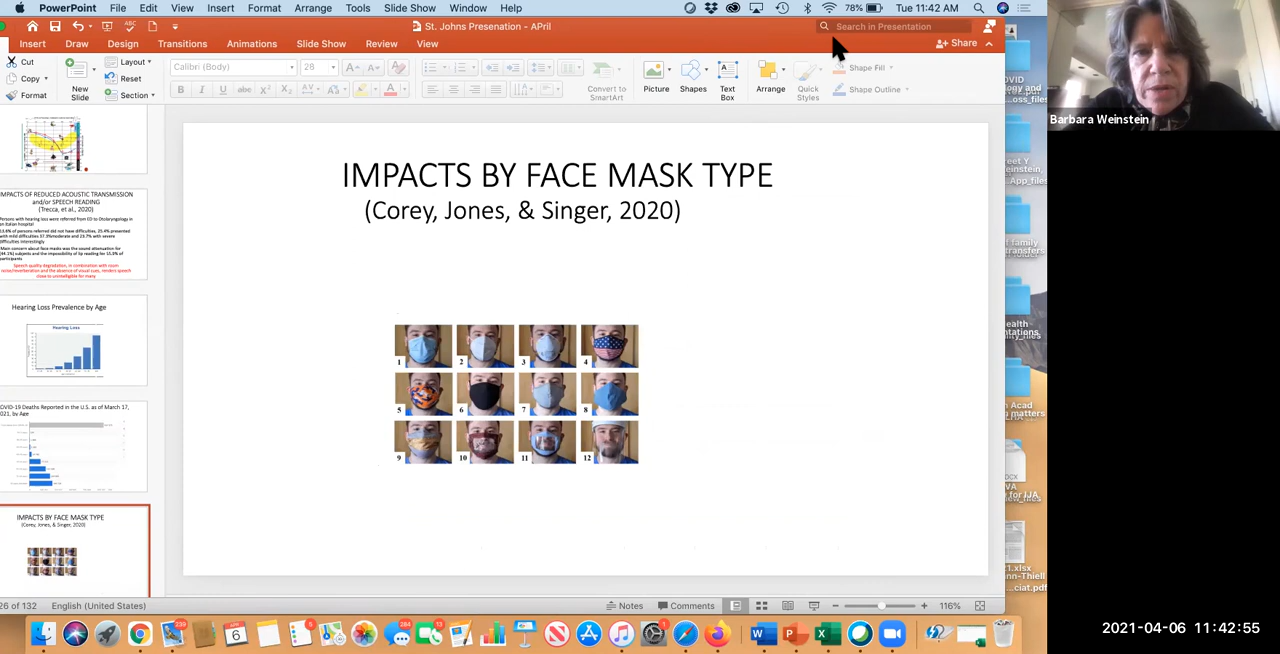 PowerPoint File Edit View Insert Format Arrange Tools Slide Show Window Help 78% Tue 11:42 AM
St. Johns Presenation - APril
Search in Presentation
Insert Draw Design Transitions Animations Slide Show Review View
Share
Cut
Copy
Format
New Slide
Layout
Reset
Section
Calibri (Body) 28
Convert to SmartArt
Picture
Shapes
Text Box
Arrange
Quick Styles
Shape Fill
Shape Outline
MPACTS OF REDUCED ACOUSTIC TRANSMISSION
and/or SPEECH READING
(Trecca, et al., 2020)
Hearing Loss Prevalence by Age
Hearing Loss
OVID-19 Deaths Reported in the U.S. as of March 17,
021, by Age
IMPACTS BY FACE MASK TYPE
(Corey, Jones, & Singer, 2020)
IMPACTS BY FACE MASK TYPE
(Corey, Jones, & Singer, 2020)
1 2 3 4
5 6 7 8
9 10 11 12
26 of 132 English (United States)
Notes Comments 116%
Barbara Weinstein
2021-04-06 11:42:55